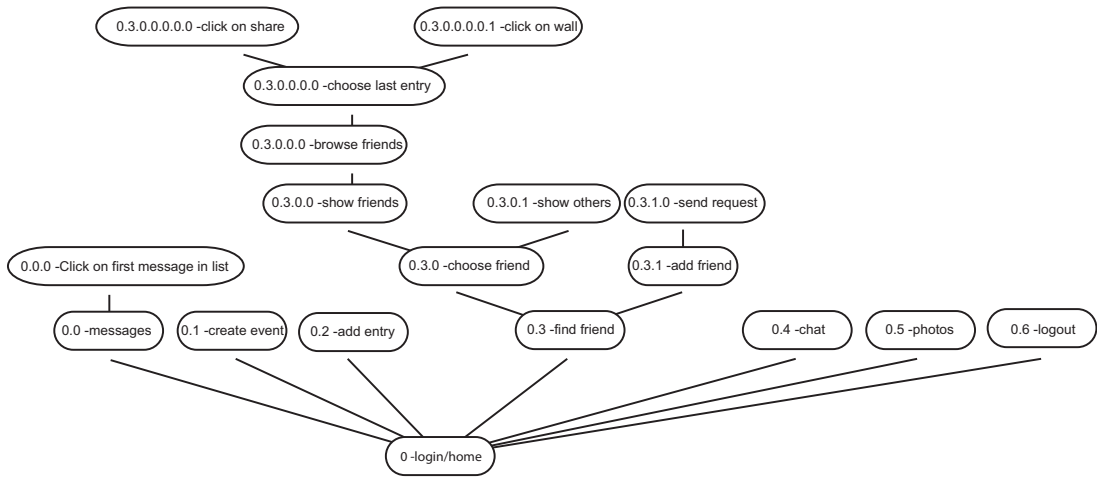 0.3.0.0.0.0.0 -click on share
0.3.0.0.0.0.1 -click on wall
0.3.0.0.0.0 -choose last entry
0.3.0.0.0 -browse friends
0.3.0.0 -show friends
0.3.0.1 -show others
0.3.1.0 -send request
0.0.0 -Click on first message in list
0.3.0 -choose friend
0.3.1 -add friend
0.0 -messages
0.1 -create event
0.2 -add entry
0.3 -find friend
0.4 -chat
0.5 -photos
0.6 -logout
0 -login/home